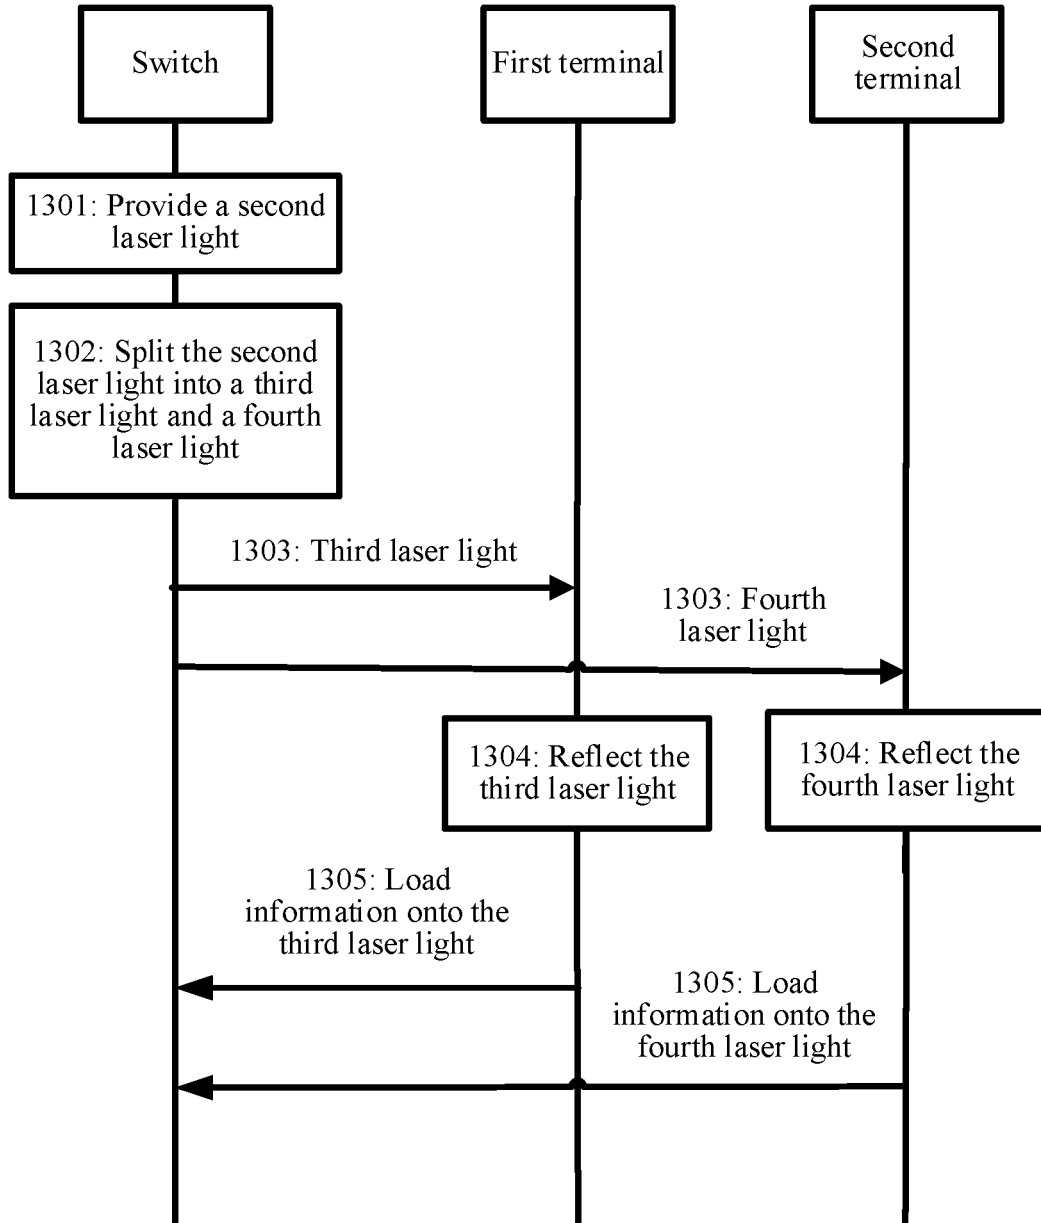 Switch
First terminal
Second
terminal
1301: Provide a second
laser light
1302: Split the second
laser light into a third
laser light and a fourth
laser light
1303: Third laser light
1303: Fourth
laser light
1304: Reflect the
third laser light
1304: Reflect the
fourth laser light
1305: Load
information onto the
third laser light
1305: Load
information onto the
fourth laser light